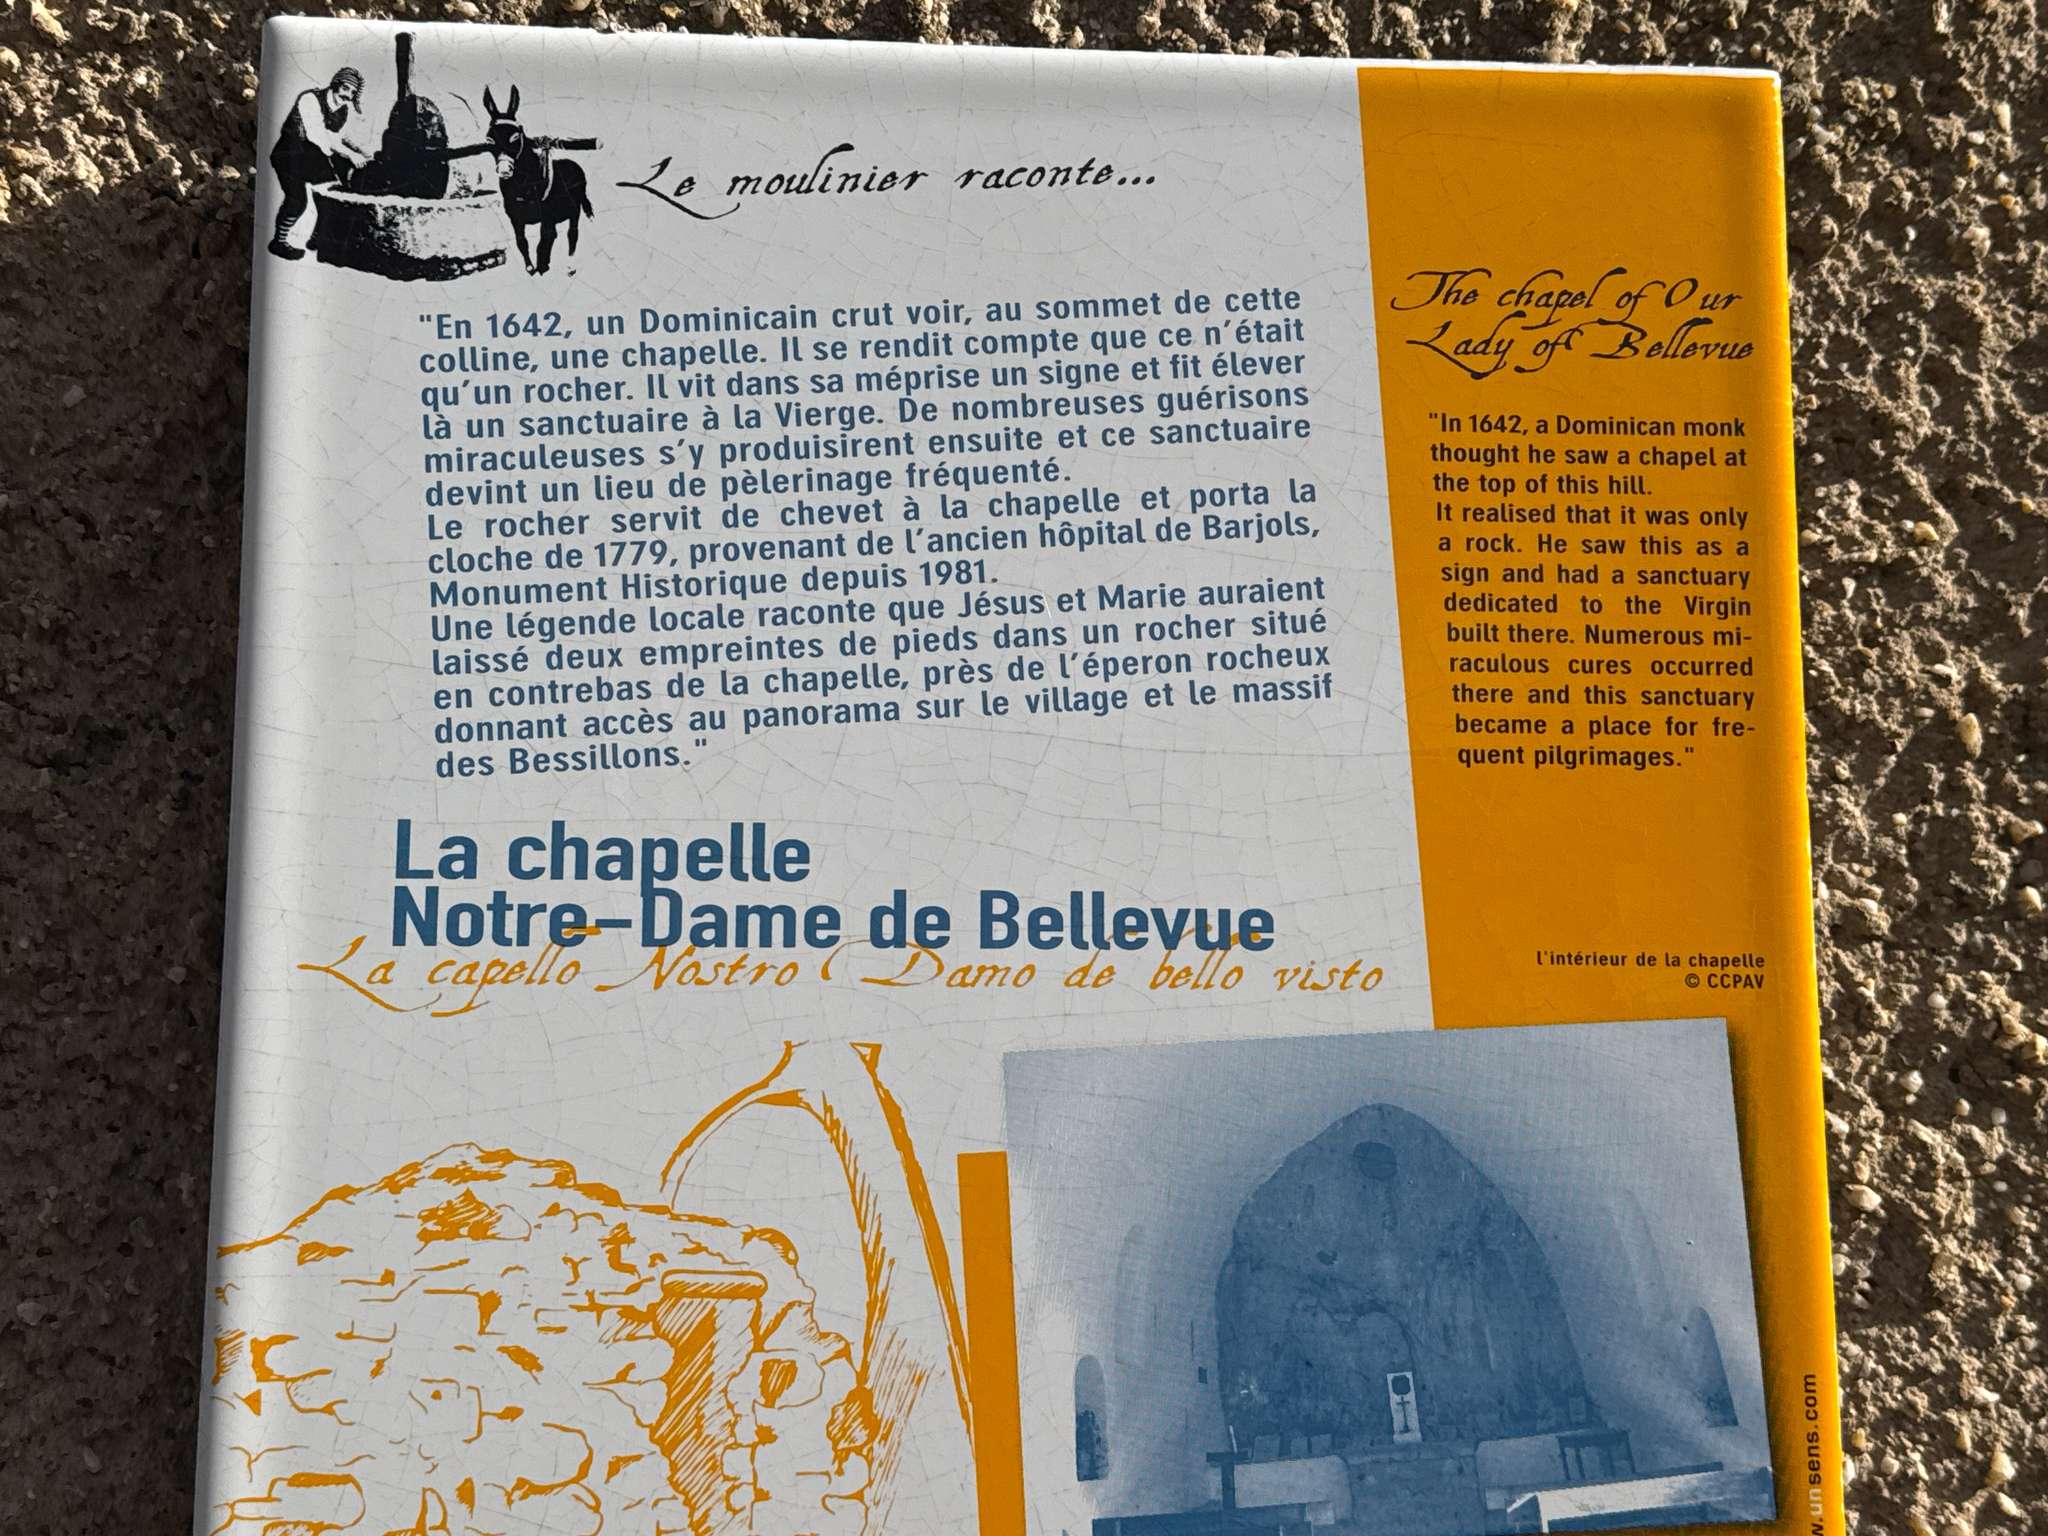 Le moulinier raconte...
"En 1642, un Dominicain crut voir, au sommet de cette
colline, une chapelle. Il se rendit compte que ce n'était
qu'un rocher. Il vit dans sa méprise un signe et fit élever
là un sanctuaire à la Vierge. De nombreuses guérisons
miraculeuses s'y produisirent ensuite et ce sanctuaire
devint un lieu de pèlerinage fréquenté.
Le rocher servit de chevet à la chapelle et porta la
cloche de 1779, provenant de l'ancien hôpital de Barjols,
Monument Historique depuis 1981.
Une légende locale raconte que Jésus et Marie auraient
laissé deux empreintes de pieds dans un rocher situé
en contrebas de la chapelle, près de l'éperon rocheux
donnant accès au panorama sur le village et le massif
des Bessillons."
La chapelle
Notre-Dame de Bellevue
La capello Nostro Damo de bello visto
The chapel of Our
Lady of Bellevue
"In 1642, a Dominican monk
thought he saw a chapel at
the top of this hill.
It realised that it was only
a rock. He saw this as a
sign and had a sanctuary
dedicated to the Virgin
built there. Numerous mi-
raculous cures occurred
there and this sanctuary
became a place for fre-
quent pilgrimages."
l'intérieur de la chapelle
© CCPAV
w.unsens.com